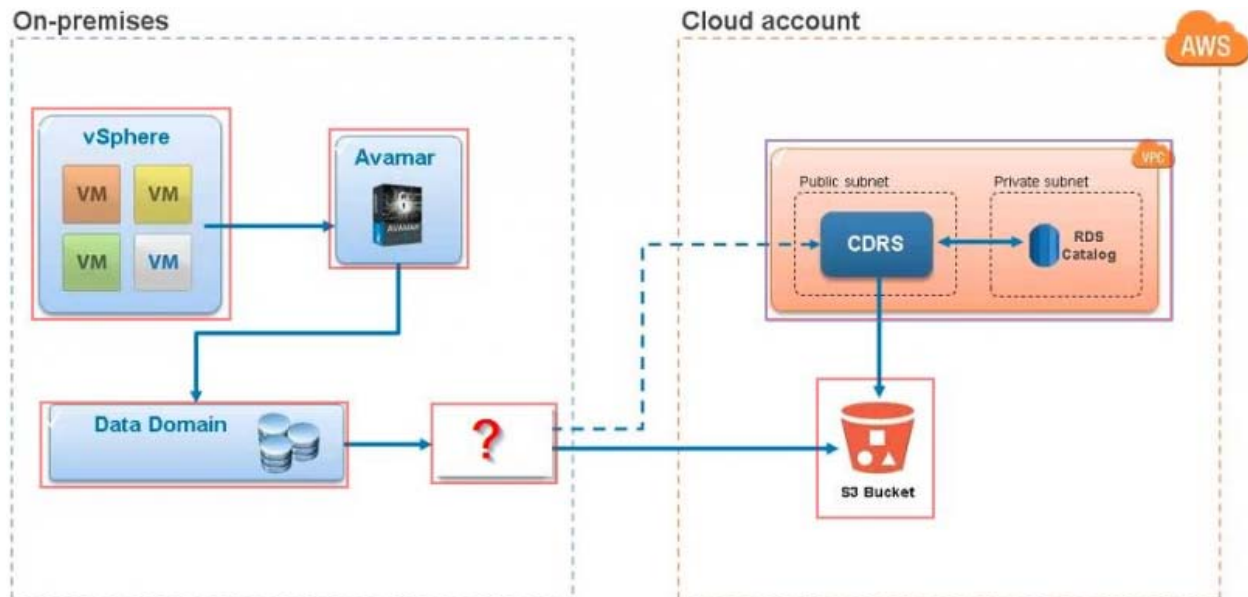 On-premises
Cloud account
AWS
vSphere
VM
VM
VM
VM
Avamar
AVAMAR
VPC
Public subnet
Private subnet
CDRS
RDS
Catalog
Data Domain
?
S3 Bucket